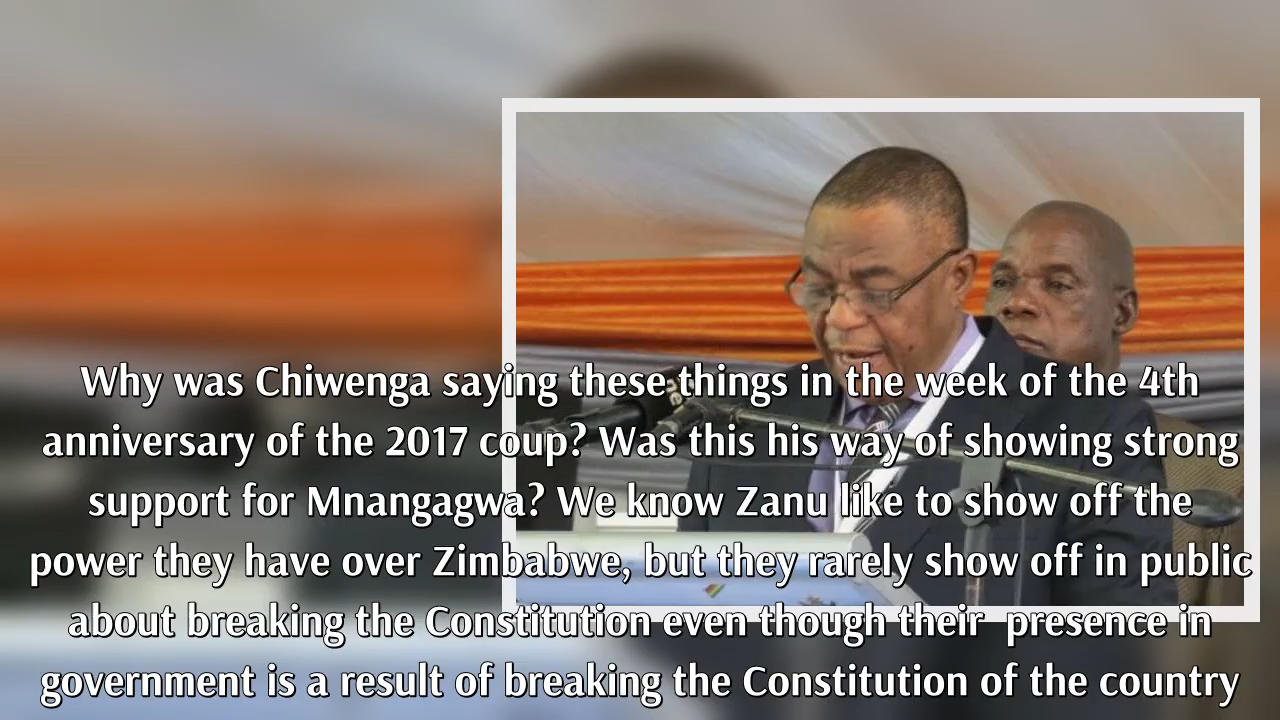 Why was Chiwenga saying these things in the week of the 4th
anniversary of the 2017 coup? Was this his way of showing strong
support for Mnangagwa? We know Zanu like to show off the
power they have over Zimbabwe, but they rarely show off in public
about breaking the Constitution even though their  presence in
government is a result of breaking the Constitution of the country